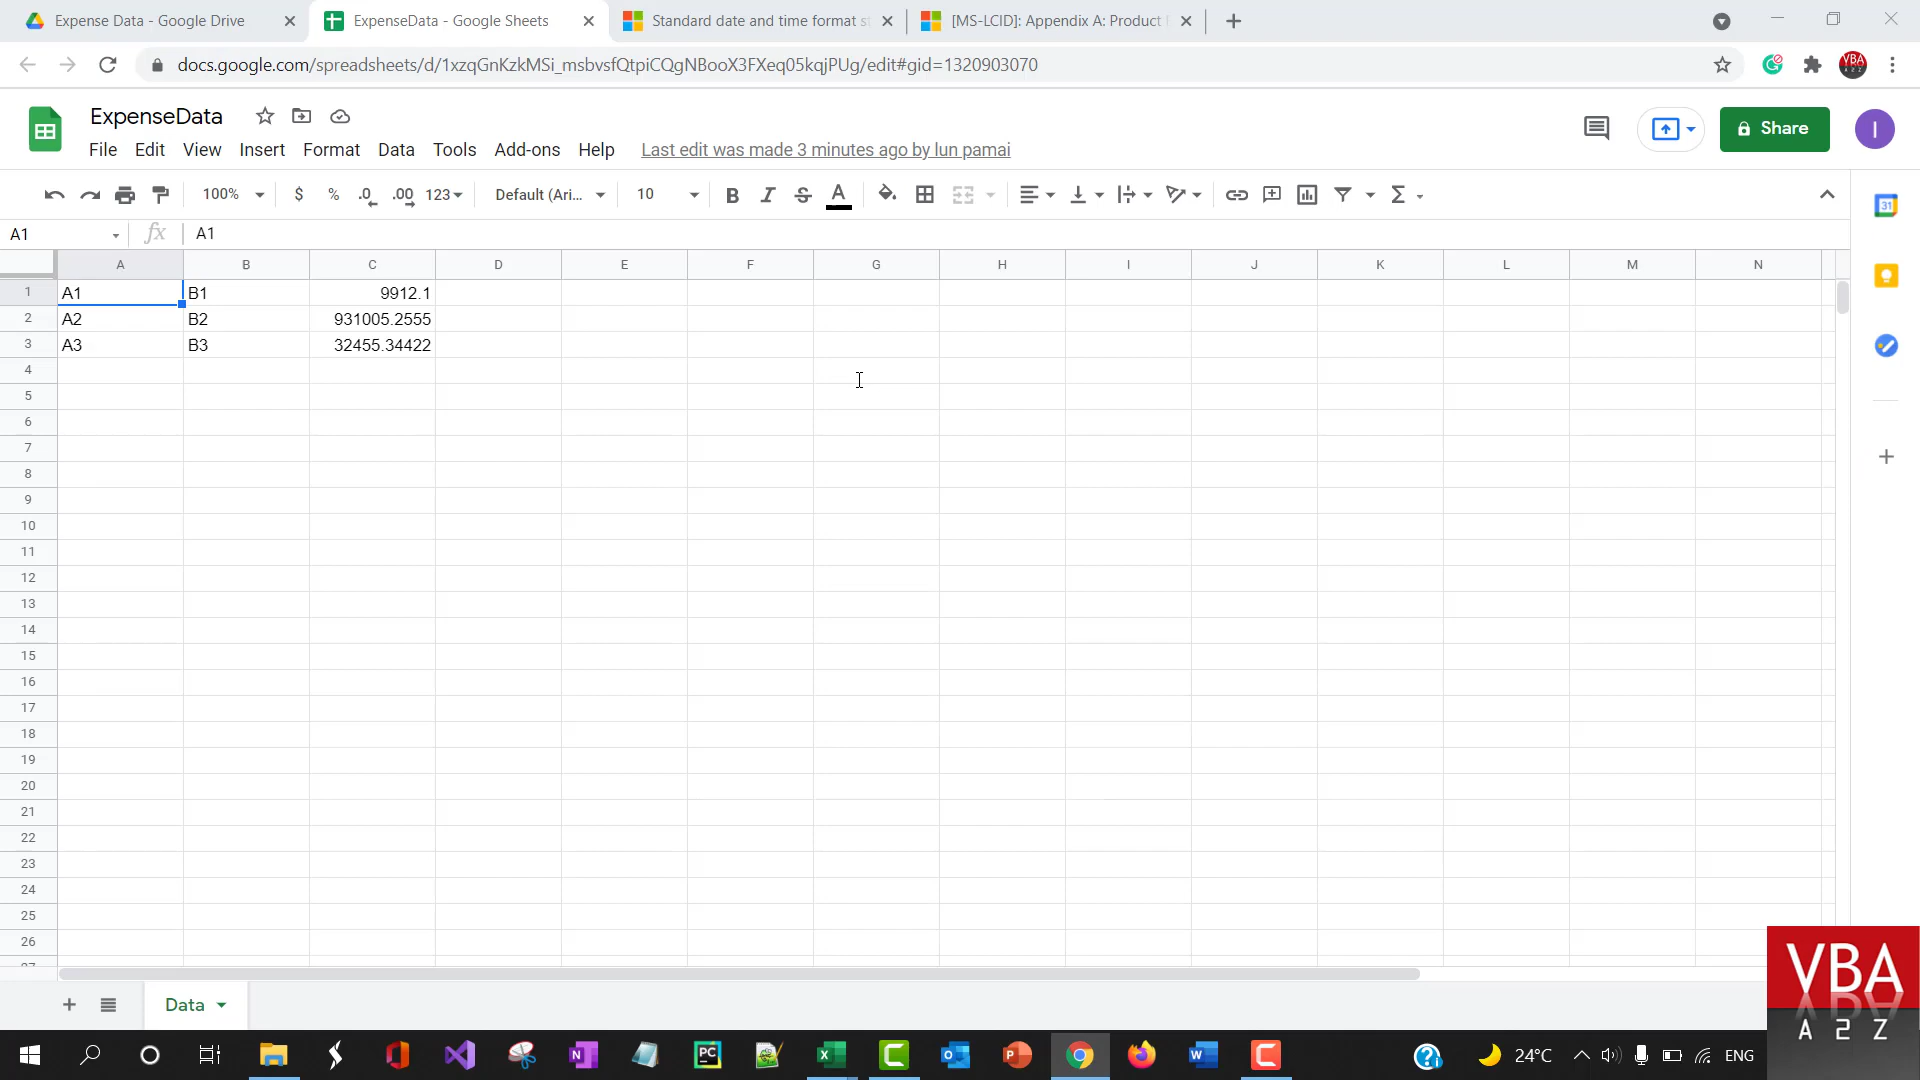 Expense Data - Google Drive
ExpenseData - Google Sheets
Standard date and time format s
[MS-LCID]: Appendix A: Product
docs.google.com/spreadsheets/d/1xzqGnKzkMSi_msbvsfQtpiCQgNBooX3FXeq05kqjPUg/edit#gid=1320903070
VBA
A 2 Z
ExpenseData
Share
I
File Edit View Insert Format Data Tools Add-ons Help Last edit was made 3 minutes ago by lun pamai
100% $ % .0 .00 123 Default (Ari... 10 B I S A Σ
31
A1 fx A1
A B C D E F G H I J K L M N
1 A1 B1 9912.1
2 A2 B2 931005.2555
3 A3 B3 32455.34422
4
5
6
7
8
9
10
11
12
13
14
15
16
17
18
19
20
21
22
23
24
25
26
27
Data
VBA
A 2 Z
24°C ENG